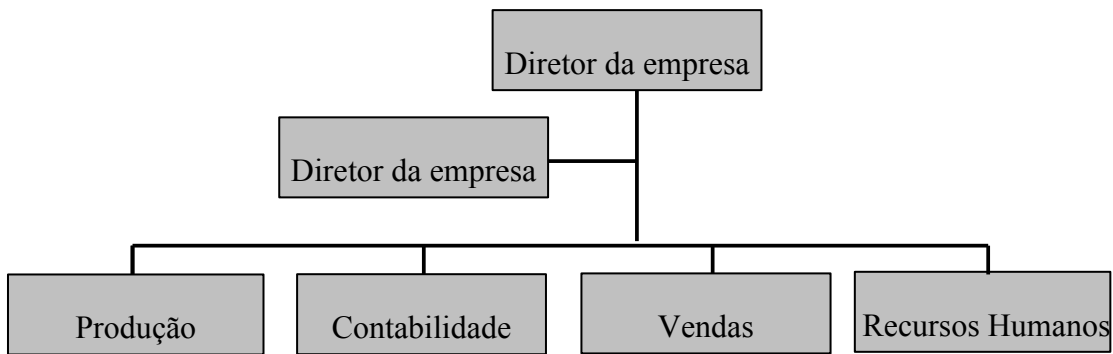 Diretor da empresa
Diretor da empresa
Produção
Contabilidade
Vendas
Recursos Humanos